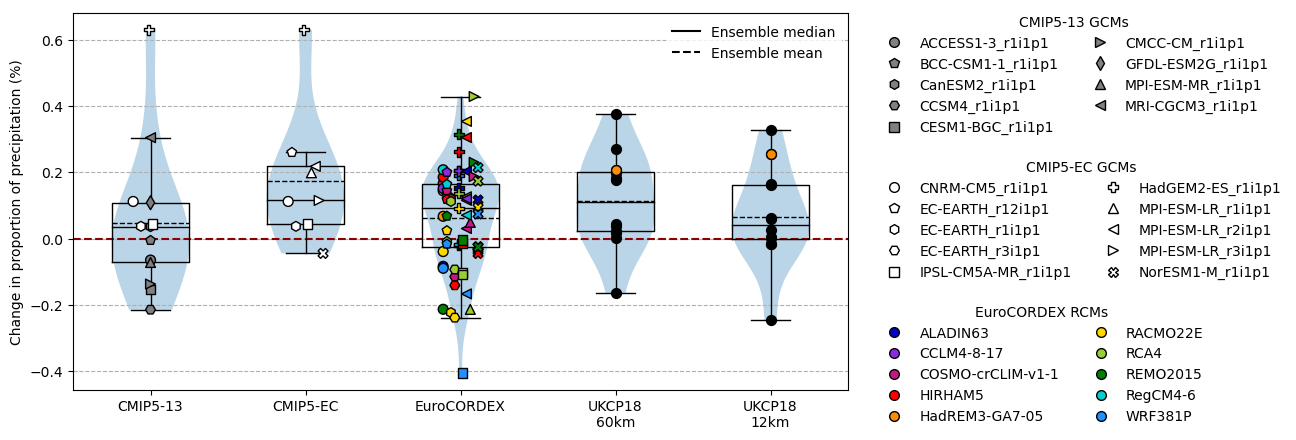 Change in proportion of precipitation (%)
0.6
0.4
0.2
0.0
−0.2
−0.4
Ensemble median
Ensemble mean
CMIP5-13
CMIP5-EC
EuroCORDEX
UKCP18
60km
UKCP18
12km
CMIP5-13 GCMs
ACCESS1-3_r1i1p1
BCC-CSM1-1_r1i1p1
CanESM2_r1i1p1
CCSM4_r1i1p1
CESM1-BGC_r1i1p1
CMCC-CM_r1i1p1
GFDL-ESM2G_r1i1p1
MPI-ESM-MR_r1i1p1
MRI-CGCM3_r1i1p1
CMIP5-EC GCMs
CNRM-CM5_r1i1p1
EC-EARTH_r12i1p1
EC-EARTH_r1i1p1
EC-EARTH_r3i1p1
IPSL-CM5A-MR_r1i1p1
HadGEM2-ES_r1i1p1
MPI-ESM-LR_r1i1p1
MPI-ESM-LR_r2i1p1
MPI-ESM-LR_r3i1p1
NorESM1-M_r1i1p1
EuroCORDEX RCMs
ALADIN63
CCLM4-8-17
COSMO-crCLIM-v1-1
HIRHAM5
HadREM3-GA7-05
RACMO22E
RCA4
REMO2015
RegCM4-6
WRF381P